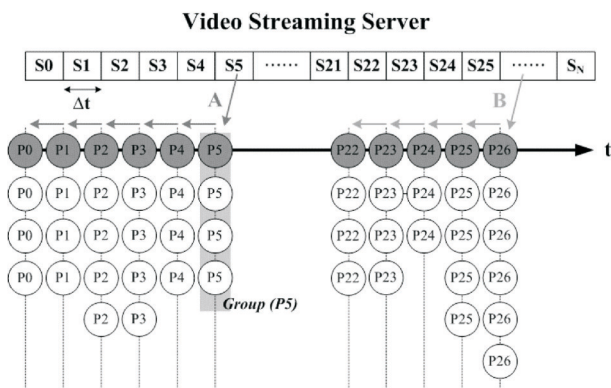 Video Streaming Server
S0 S1 S2 S3 S4 S5 ...... S21 S22 S23 S24 S25 ...... S_N
Δt A B
P0 P1 P2 P3 P4 P5 P22 P23 P24 P25 P26 t
P0 P1 P2 P3 P4 P5 P22 P23 P24 P25 P26
P0 P1 P2 P3 P4 P5 P22 P23 P24 P25 P26
P0 P1 P2 P3 P4 P5 P22 P23 P25 P26
Group (P5)
P2 P3 P25 P26
P26